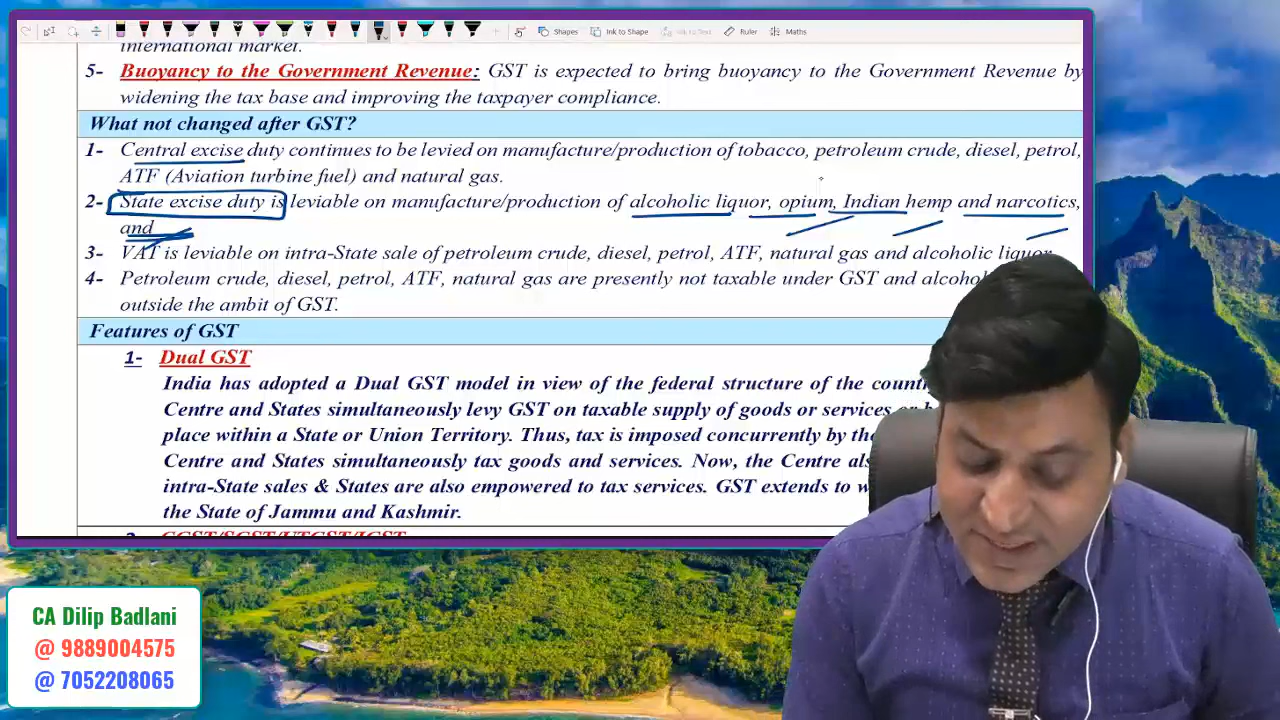 Shapes Ink to Shape Ink to Text Ruler Maths
international market.
5- Buoyancy to the Government Revenue: GST is expected to bring buoyancy to the Government Revenue by
widening the tax base and improving the taxpayer compliance.
What not changed after GST?
1- Central excise duty continues to be levied on manufacture/production of tobacco, petroleum crude, diesel, petrol,
ATF (Aviation turbine fuel) and natural gas.
2- State excise duty is leviable on manufacture/production of alcoholic liquor, opium, Indian hemp and narcotics,
and
3- VAT is leviable on intra-State sale of petroleum crude, diesel, petrol, ATF, natural gas and alcoholic liquor
4- Petroleum crude, diesel, petrol, ATF, natural gas are presently not taxable under GST and
outside the ambit of GST.
Features of GST
1- Dual GST
India has adopted a Dual GST model in view of the federal structure of the
Centre and States simultaneously levy GST on taxable supply of goods or services
place within a State or Union Territory. Thus, tax is imposed concurrently by
Centre and States simultaneously tax goods and services. Now, the Centre
intra-State sales & States are also empowered to tax services. GST extends to
the State of Jammu and Kashmir.
2- CGST/SGST/UTGST/IGST
CA Dilip Badlani
@ 9889004575
@ 7052208065